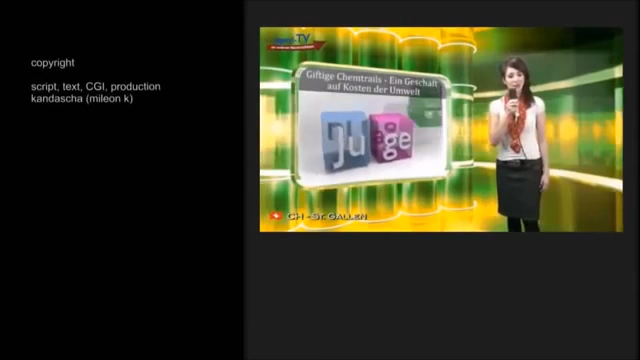 copyright
script, text, CGI, production
kandascha (mileon k)
TV
Giftige Chemtrails - Ein Geschäft
auf Kosten der Umwelt
Ju ge
CH -St. Gallen